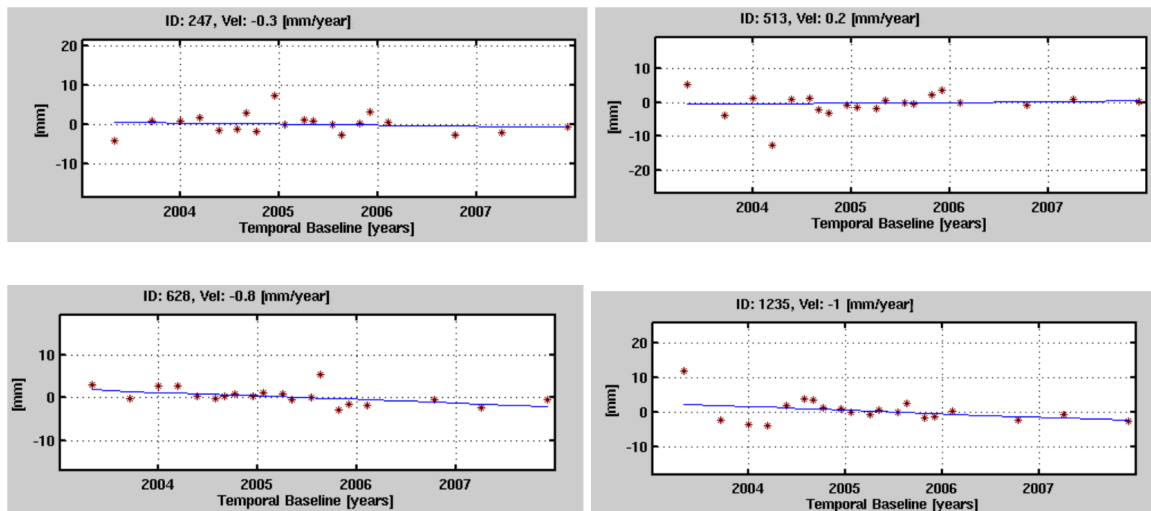 ID: 247, Vel: -0.3 [mm/year]
20
10
0
-10
[mm]
2004 2005 2006 2007
Temporal Baseline [years]
ID: 513, Vel: 0.2 [mm/year]
10
0
-10
-20
[mm]
2004 2005 2006 2007
Temporal Baseline [years]
ID: 628, Vel: -0.8 [mm/year]
10
0
-10
[mm]
2004 2005 2006 2007
Temporal Baseline [years]
ID: 1235, Vel: -1 [mm/year]
20
10
0
-10
[mm]
2004 2005 2006 2007
Temporal Baseline [years]